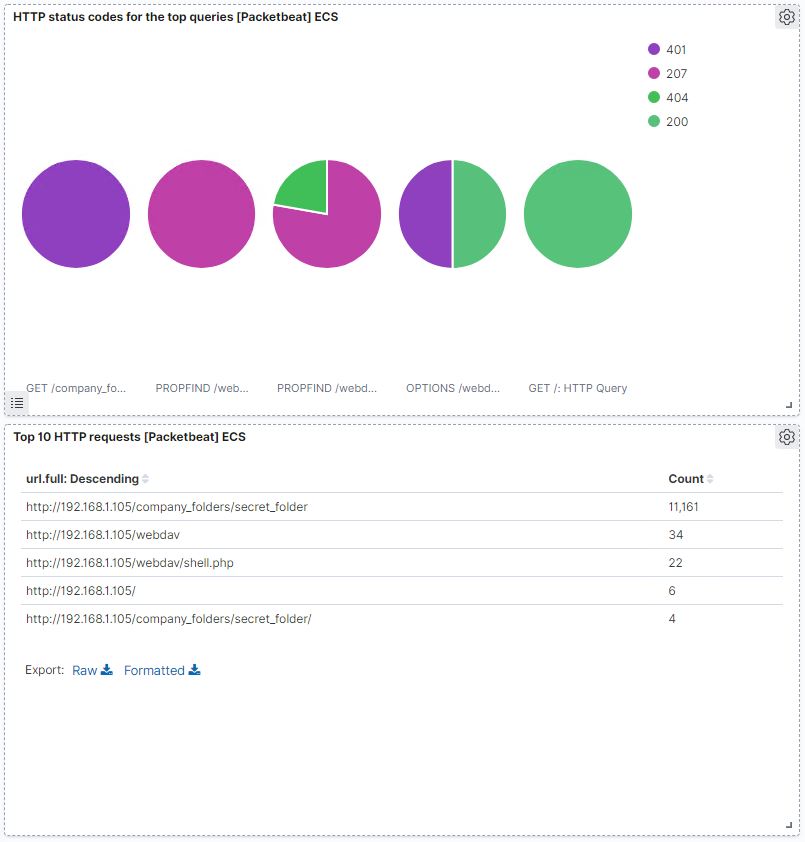 HTTP status codes for the top queries [Packetbeat] ECS
401
207
404
200
GET /company_fo... PROPFIND /web... PROPFIND /webd... OPTIONS /webd... GET /: HTTP Query
Top 10 HTTP requests [Packetbeat] ECS
url.full: Descending Count
http://192.168.1.105/company_folders/secret_folder 11,161
http://192.168.1.105/webdav 34
http://192.168.1.105/webdav/shell.php 22
http://192.168.1.105/ 6
http://192.168.1.105/company_folders/secret_folder/ 4
Export: Raw Formatted